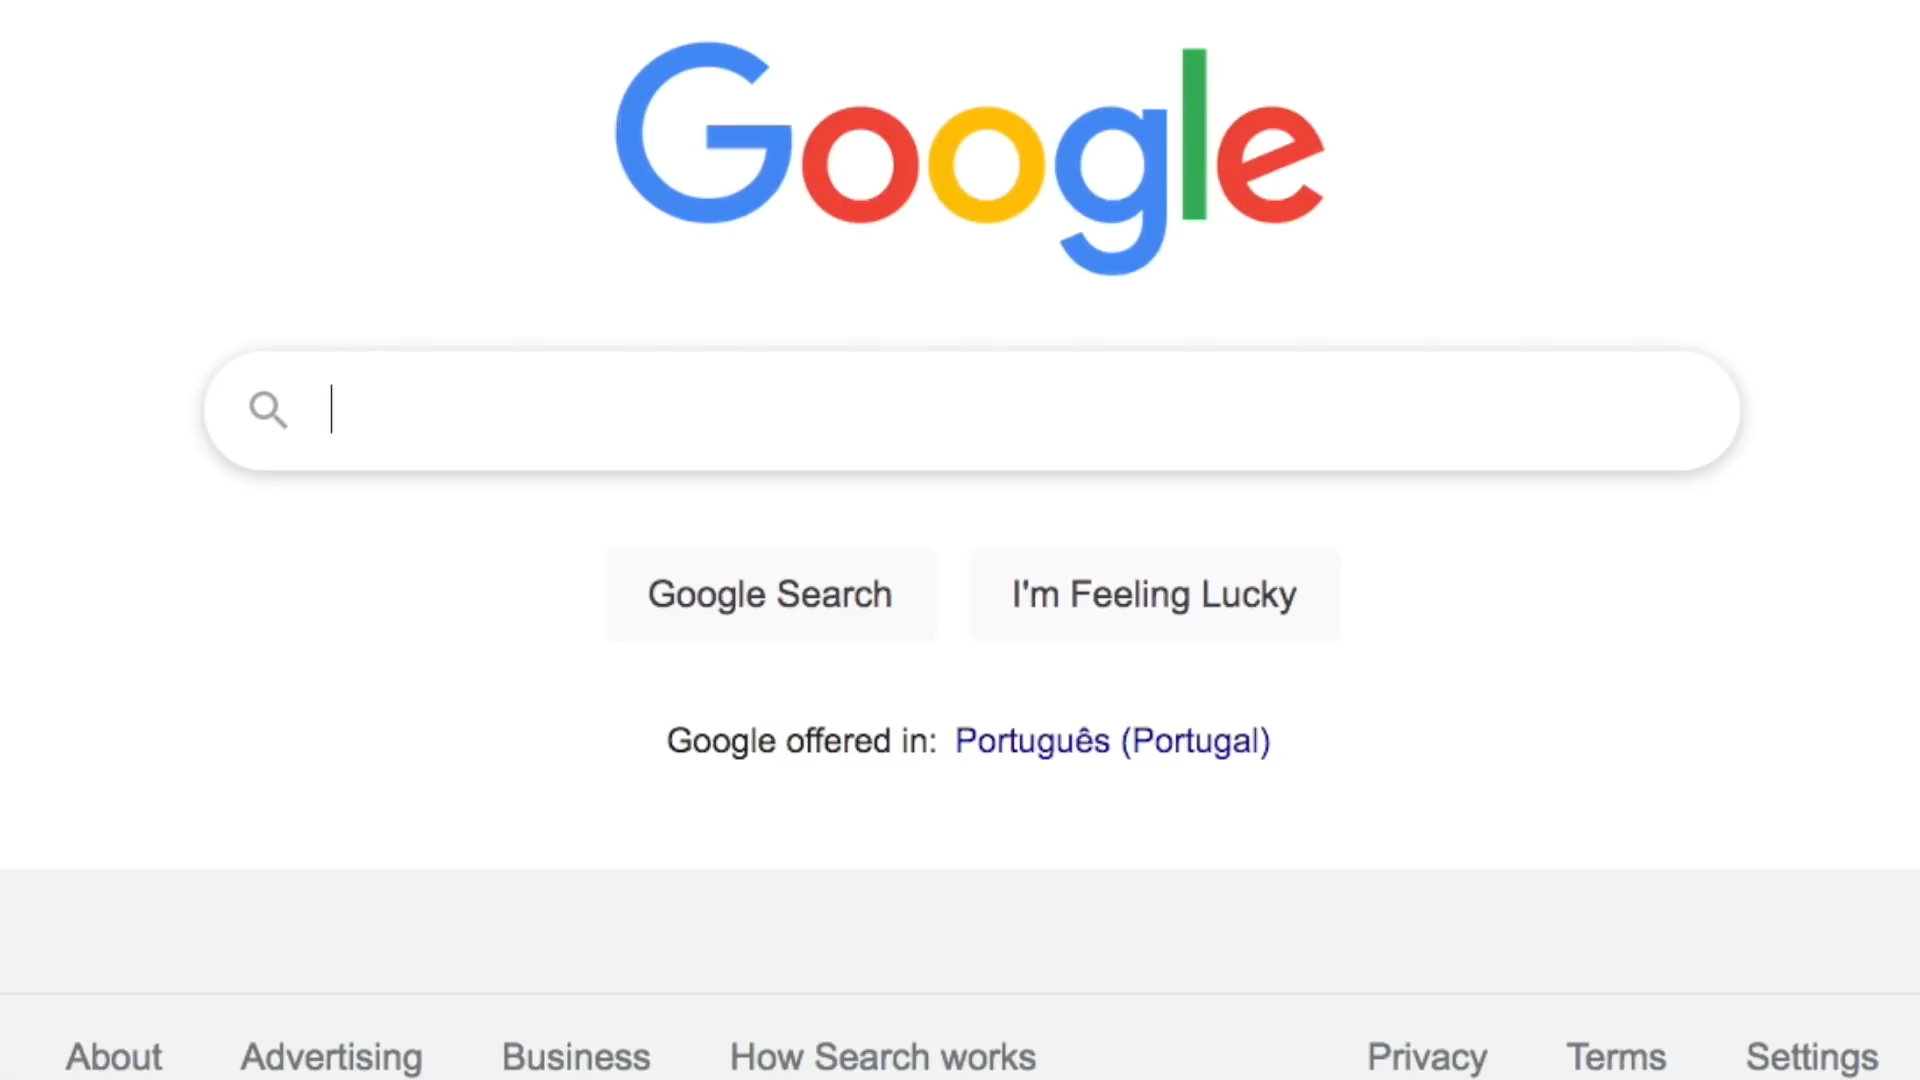 Google
Google Search
I'm Feeling Lucky
Google offered in: Português (Portugal)
About Advertising Business How Search works Privacy Terms Settings